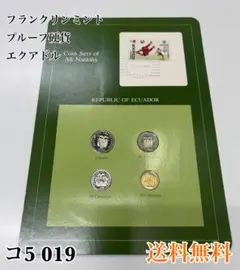 フランクリンミント
プルーフ硬貨
エクアドル
Coin Sets of
All Nations
REPUBLIC OF ECUADOR
コ5 019
送料無料